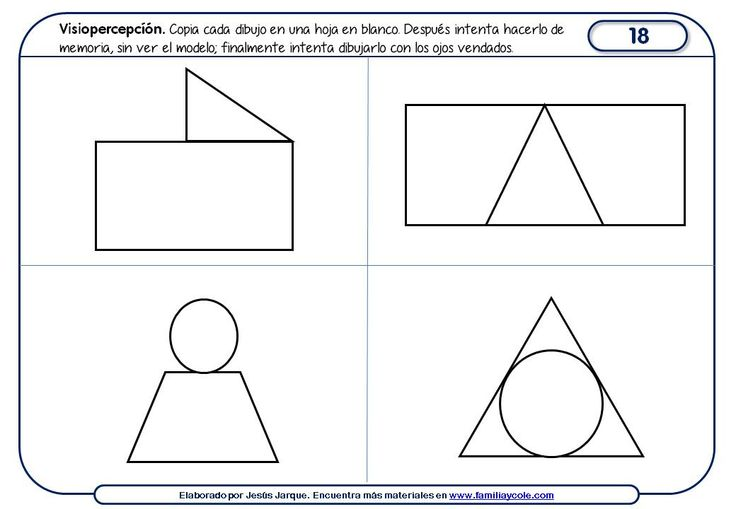 Visiopercepcíón. Copia cada dibujo en una hoja en blanco. Después intenta hacerlo de
memoria, sin ver el modelo; finalmente intenta dibujarlo con los ojos vendados.
18
Elaborado por Jesús Jarque. Encuentra más materiales en www.familiaycole.com